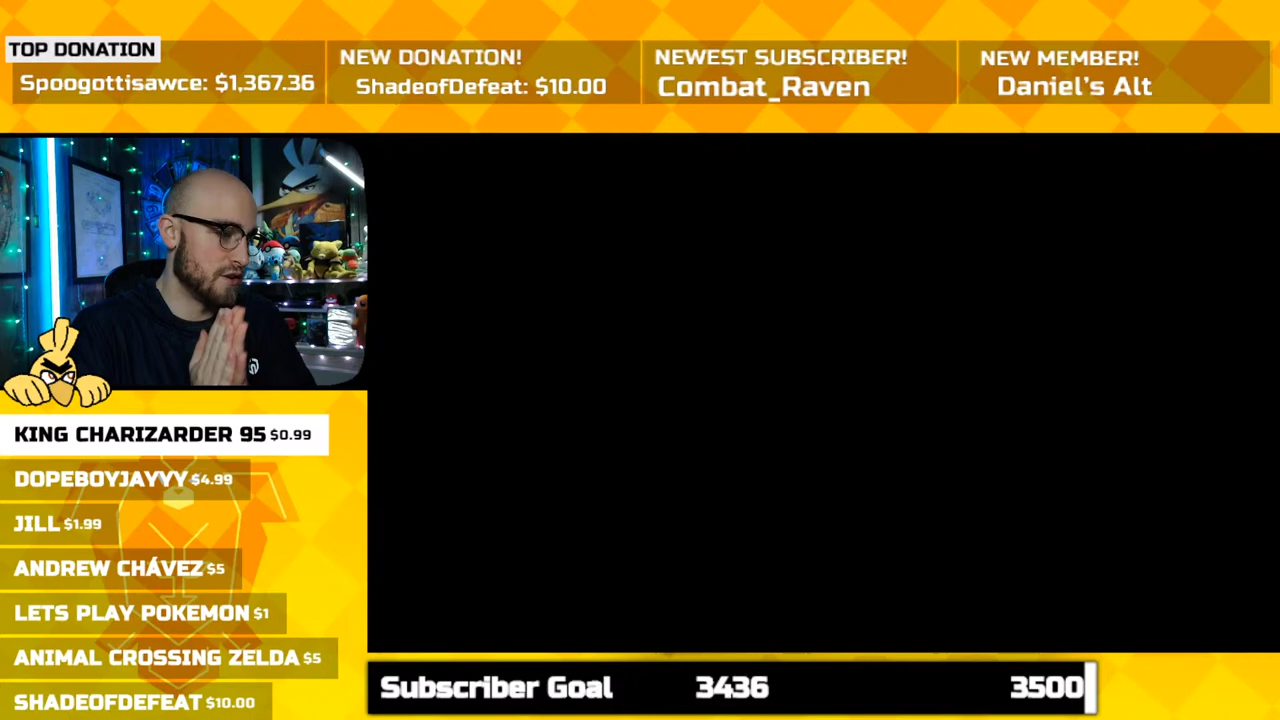 TOP DONATION
Spoogottisawce: $1,367.36
NEW DONATION!
ShadeofDefeat: $10.00
NEWEST SUBSCRIBER!
Combat_Raven
NEW MEMBER!
Daniel's Alt
KING CHARIZARDER 95 $0.99
DOPEBOYJAYYY $4.99
JILL $1.99
ANDREW CHÁVEZ $5
LETS PLAY POKEMON $1
ANIMAL CROSSING ZELDA $5
SHADEOFDEFEAT $10.00
Subscriber Goal 3436 3500